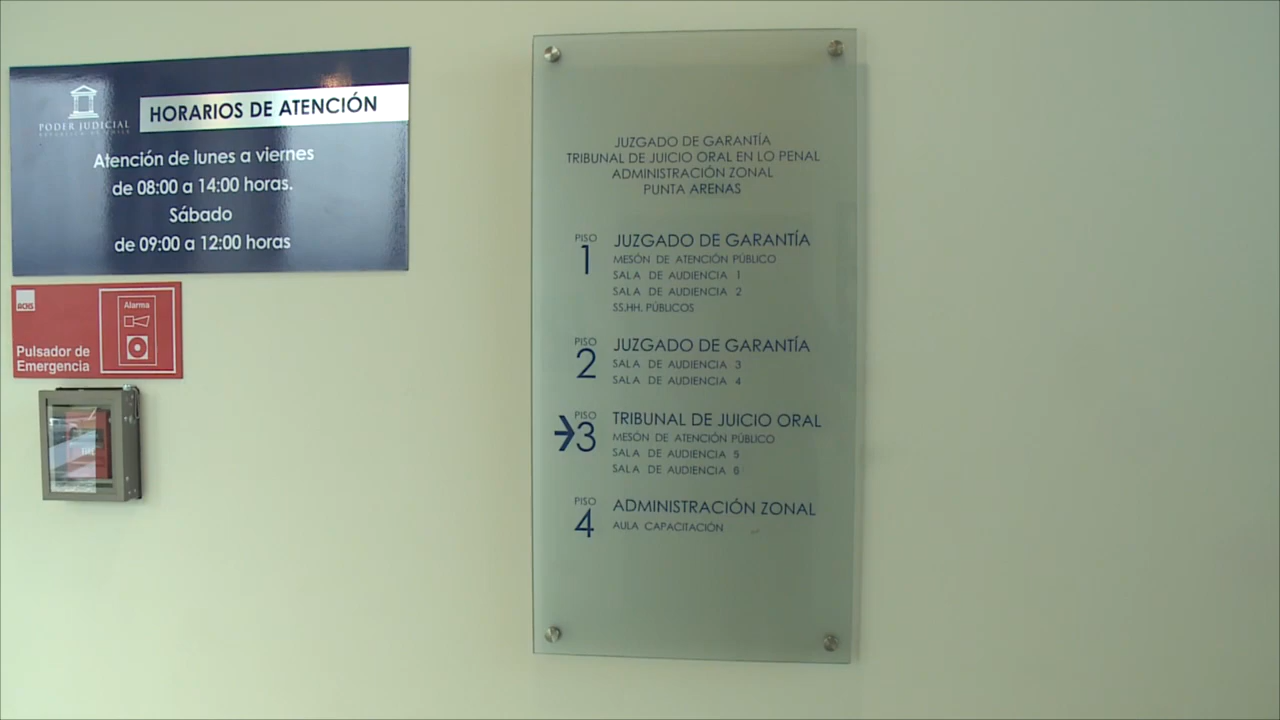 PODER JUDICIAL
REPÚBLICA DE CHILE
HORARIOS DE ATENCIÓN
Atención de lunes a viernes
de 08:00 a 14:00 horas.
Sábado
de 09:00 a 12:00 horas
ACHS
Alarma
Pulsador de
Emergencia
JUZGADO DE GARANTÍA
TRIBUNAL DE JUICIO ORAL EN LO PENAL
ADMINISTRACIÓN ZONAL
PUNTA ARENAS
PISO
1
JUZGADO DE GARANTÍA
MESÓN DE ATENCIÓN PÚBLICO
SALA DE AUDIENCIA 1
SALA DE AUDIENCIA 2
SS.HH. PÚBLICOS
PISO
2
JUZGADO DE GARANTÍA
SALA DE AUDIENCIA 3
SALA DE AUDIENCIA 4
PISO
3
TRIBUNAL DE JUICIO ORAL
MESÓN DE ATENCIÓN PÚBLICO
SALA DE AUDIENCIA 5
SALA DE AUDIENCIA 6
PISO
4
ADMINISTRACIÓN ZONAL
AULA CAPACITACIÓN